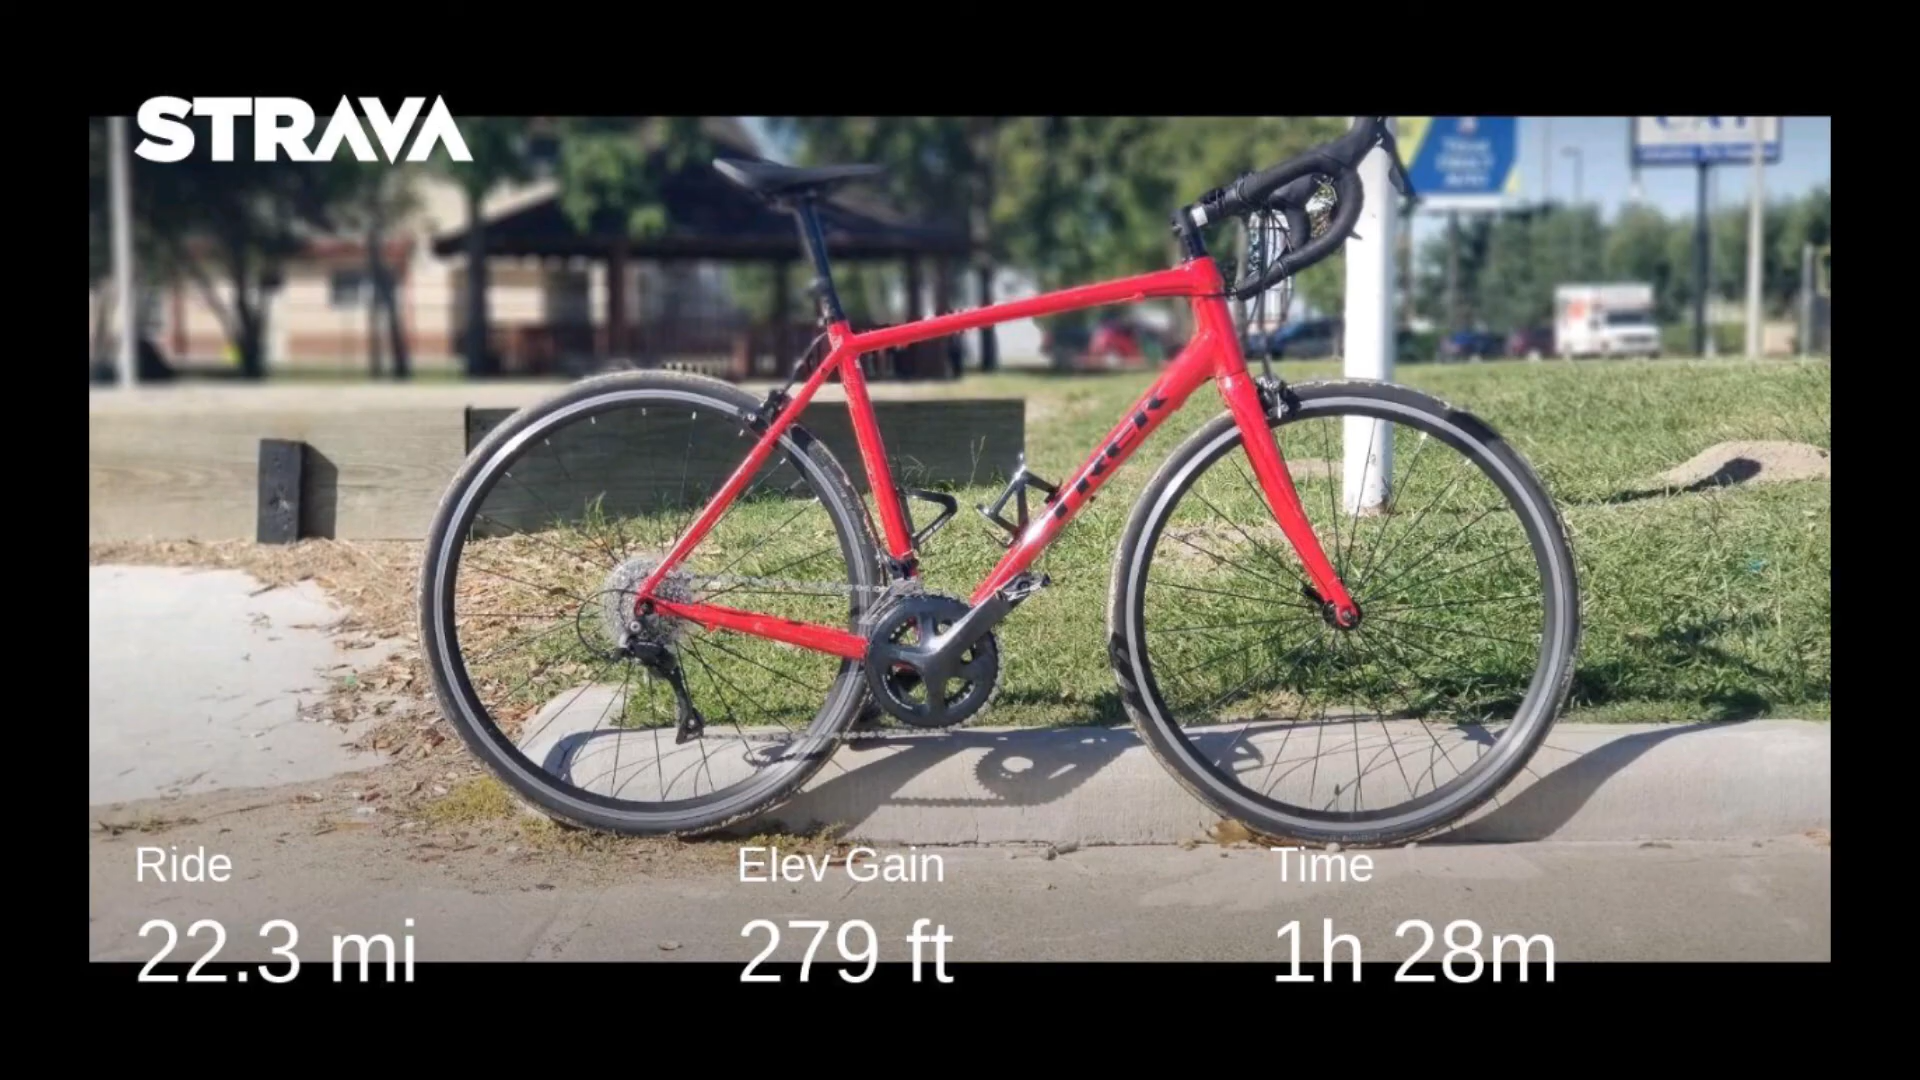 STRAVA
TREK
Ride
Elev Gain
Time
22.3 mi
279 ft
1h 28m